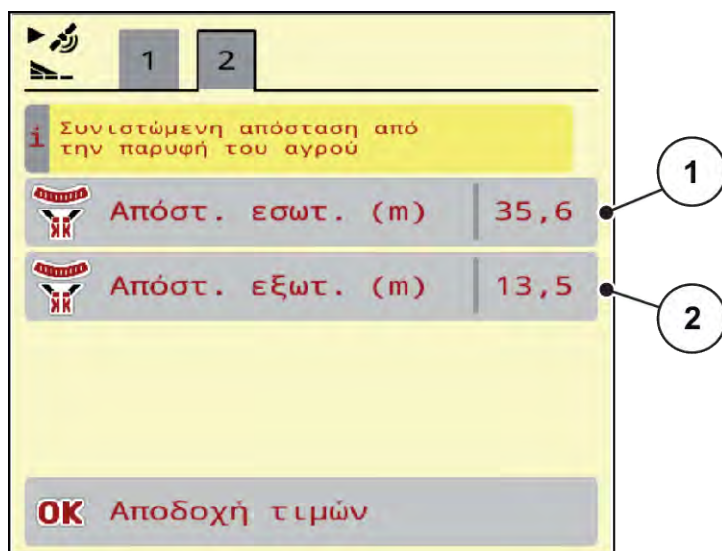 1 2
i Συνιστώμενη απόσταση από
την παρυφή του αγρού
Απόστ. εσωτ. (m) 35,6
1
Απόστ. εξωτ. (m) 13,5
2
OK Αποδοχή τιμών